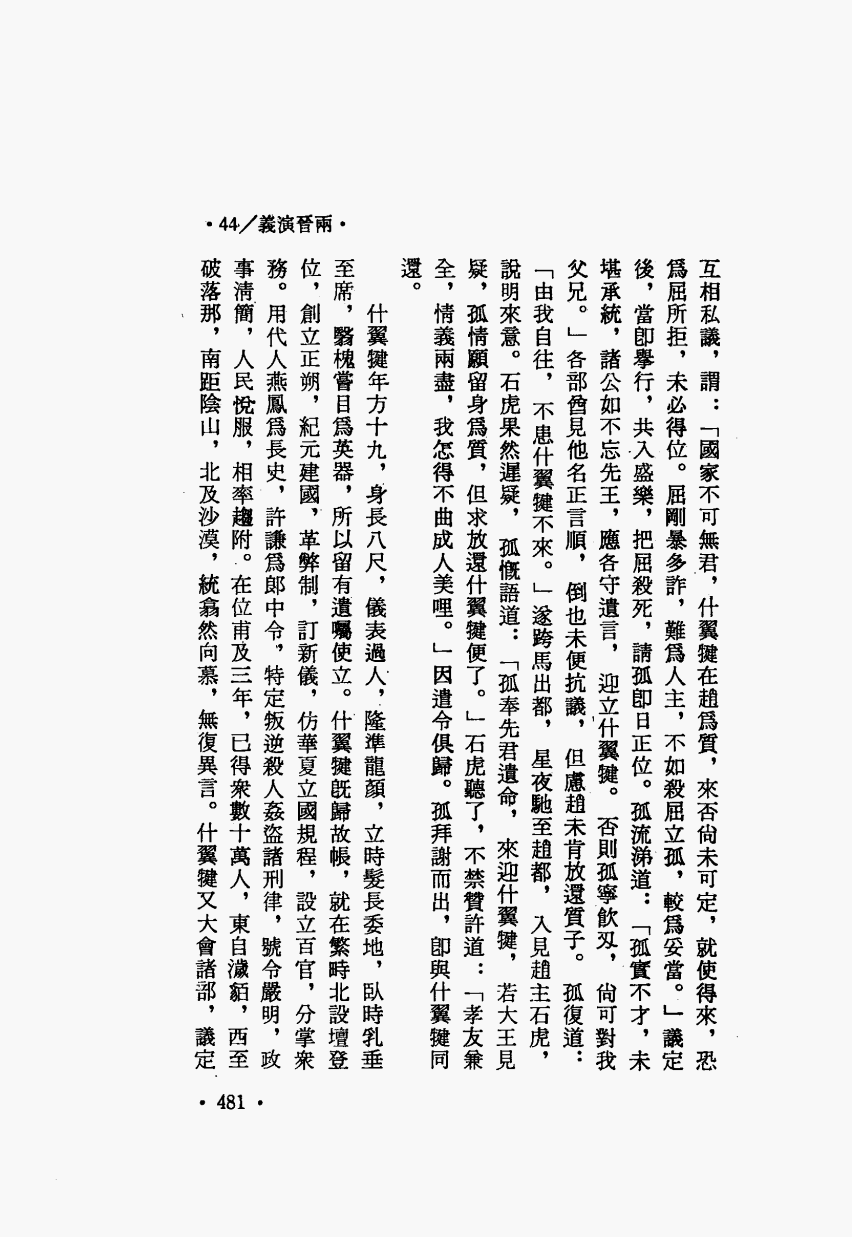 •44／義演晉兩•
互相私議，謂：「國家不可無君，什翼犍在趙爲質，來否尙未可定，就使得來，恐
爲屈所拒，未必得位。屈剛暴多詐，難爲人主，不如殺屈立孤，較爲妥當。」議定
後，當卽擧行，共入盛樂，把屈殺死，請孤卽日正位。孤流涕道：「孤實不才，未
堪承統，諸公如不忘先王，應各守遺言，迎立什翼犍。否則孤寧飮刄，尙可對我
父兄。」各部酋見他名正言順，倒也未便抗議，但慮趙未肯放還質子。孤復道：
「由我自往，不患什翼犍不來。」遂跨馬出都，星夜馳至趙都，入見趙主石虎，
說明來意。石虎果然遲疑，孤慨語道：「孤奉先君遺命，來迎什翼犍，若大王見
疑，孤情願留身爲質，但求放還什翼犍便了。」石虎聽了，不禁贊許道：「孝友兼
全，情義兩盡，我怎得不曲成人美哩。」因遣令俱歸。孤拜謝而出，卽與什翼犍同
還。
什翼犍年方十九，身長八尺，儀表過人，隆準龍顏，立時髮長委地，臥時乳垂
至席，翳槐嘗目爲英器，所以留有遺囑使立。什翼犍旣歸故帳，就在繁畤北設壇登
位，創立正朔，紀元建國，革弊制，訂新儀，仿華夏立國規程，設立百官，分掌衆
務。用代人燕鳳爲長史，許謙爲郞中令，特定叛逆殺人姦盜諸刑律，號令嚴明，政
事淸簡，人民悅服，相率趨附。在位甫及三年，已得衆數十萬人，東自濊貊，西至
破落那，南距陰山，北及沙漠，統翕然向慕，無復異言。什翼犍又大會諸部，議定
•481•